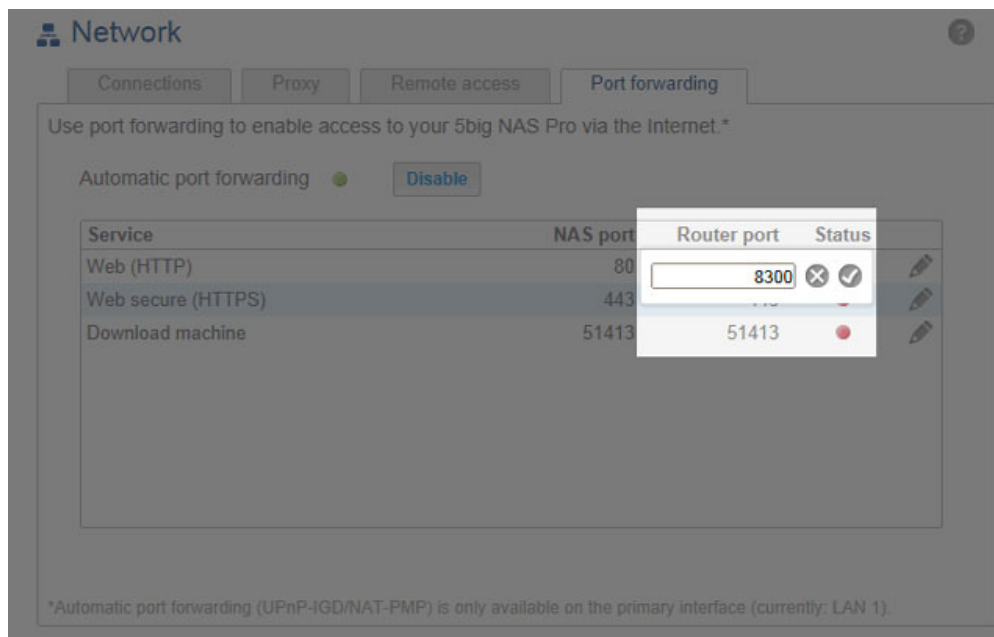 Network
?
Connections Proxy Remote access Port forwarding
Use port forwarding to enable access to your 5big NAS Pro via the Internet.*
Automatic port forwarding Disable
Service NAS port Router port Status
Web (HTTP) 80 8300
Web secure (HTTPS) 443
Download machine 51413 51413
*Automatic port forwarding (UPnP-IGD/NAT-PMP) is only available on the primary interface (currently: LAN 1).